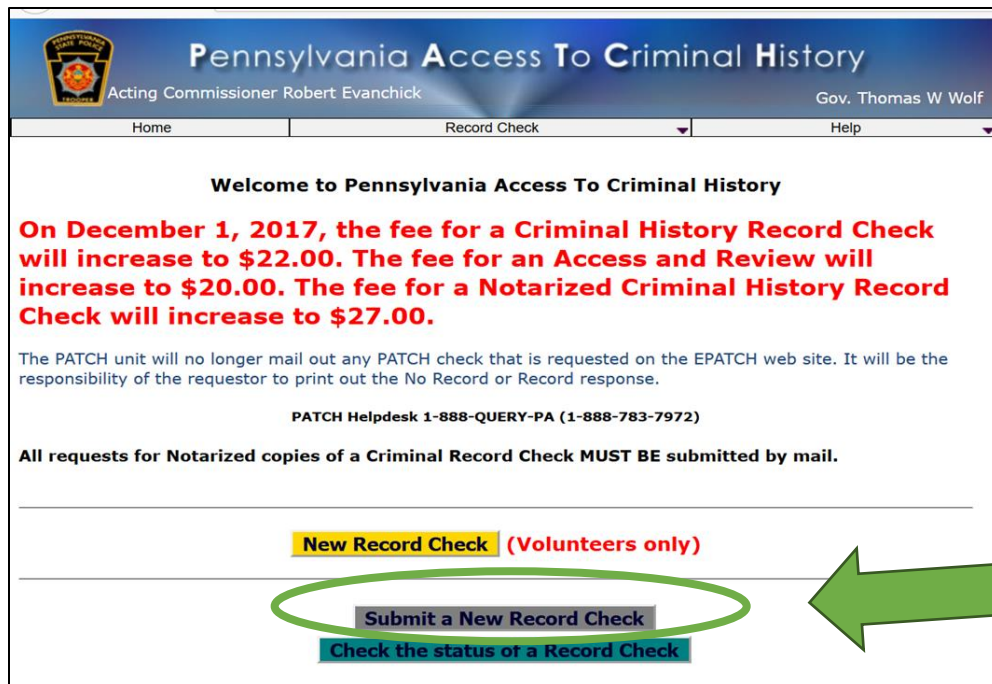 PENNSYLVANIA
STATE POLICE
TROOPER
Pennsylvania Access To Criminal History
Acting Commissioner Robert Evanchick
Gov. Thomas W Wolf
Home
Record Check
Help
Welcome to Pennsylvania Access To Criminal History
On December 1, 2017, the fee for a Criminal History Record Check
will increase to $22.00. The fee for an Access and Review will
increase to $20.00. The fee for a Notarized Criminal History Record
Check will increase to $27.00.
The PATCH unit will no longer mail out any PATCH check that is requested on the EPATCH web site. It will be the
responsibility of the requestor to print out the No Record or Record response.
PATCH Helpdesk 1-888-QUERY-PA (1-888-783-7972)
All requests for Notarized copies of a Criminal Record Check MUST BE submitted by mail.
New Record Check (Volunteers only)
Submit a New Record Check
Check the status of a Record Check